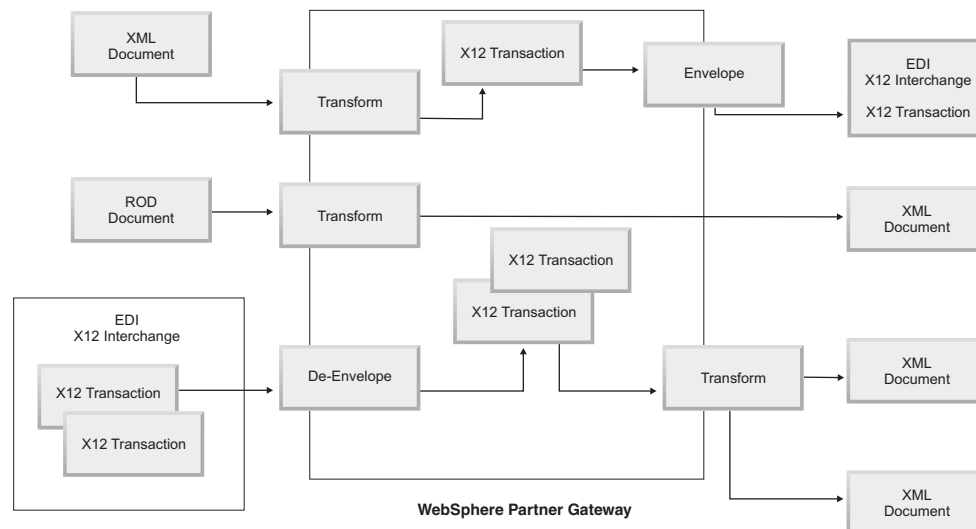 XML
Document
Transform
X12 Transaction
Envelope
EDI
X12 Interchange
X12 Transaction
ROD
Document
Transform
XML
Document
EDI
X12 Interchange
X12 Transaction
X12 Transaction
De-Envelope
X12 Transaction
X12 Transaction
Transform
XML
Document
XML
Document
WebSphere Partner Gateway